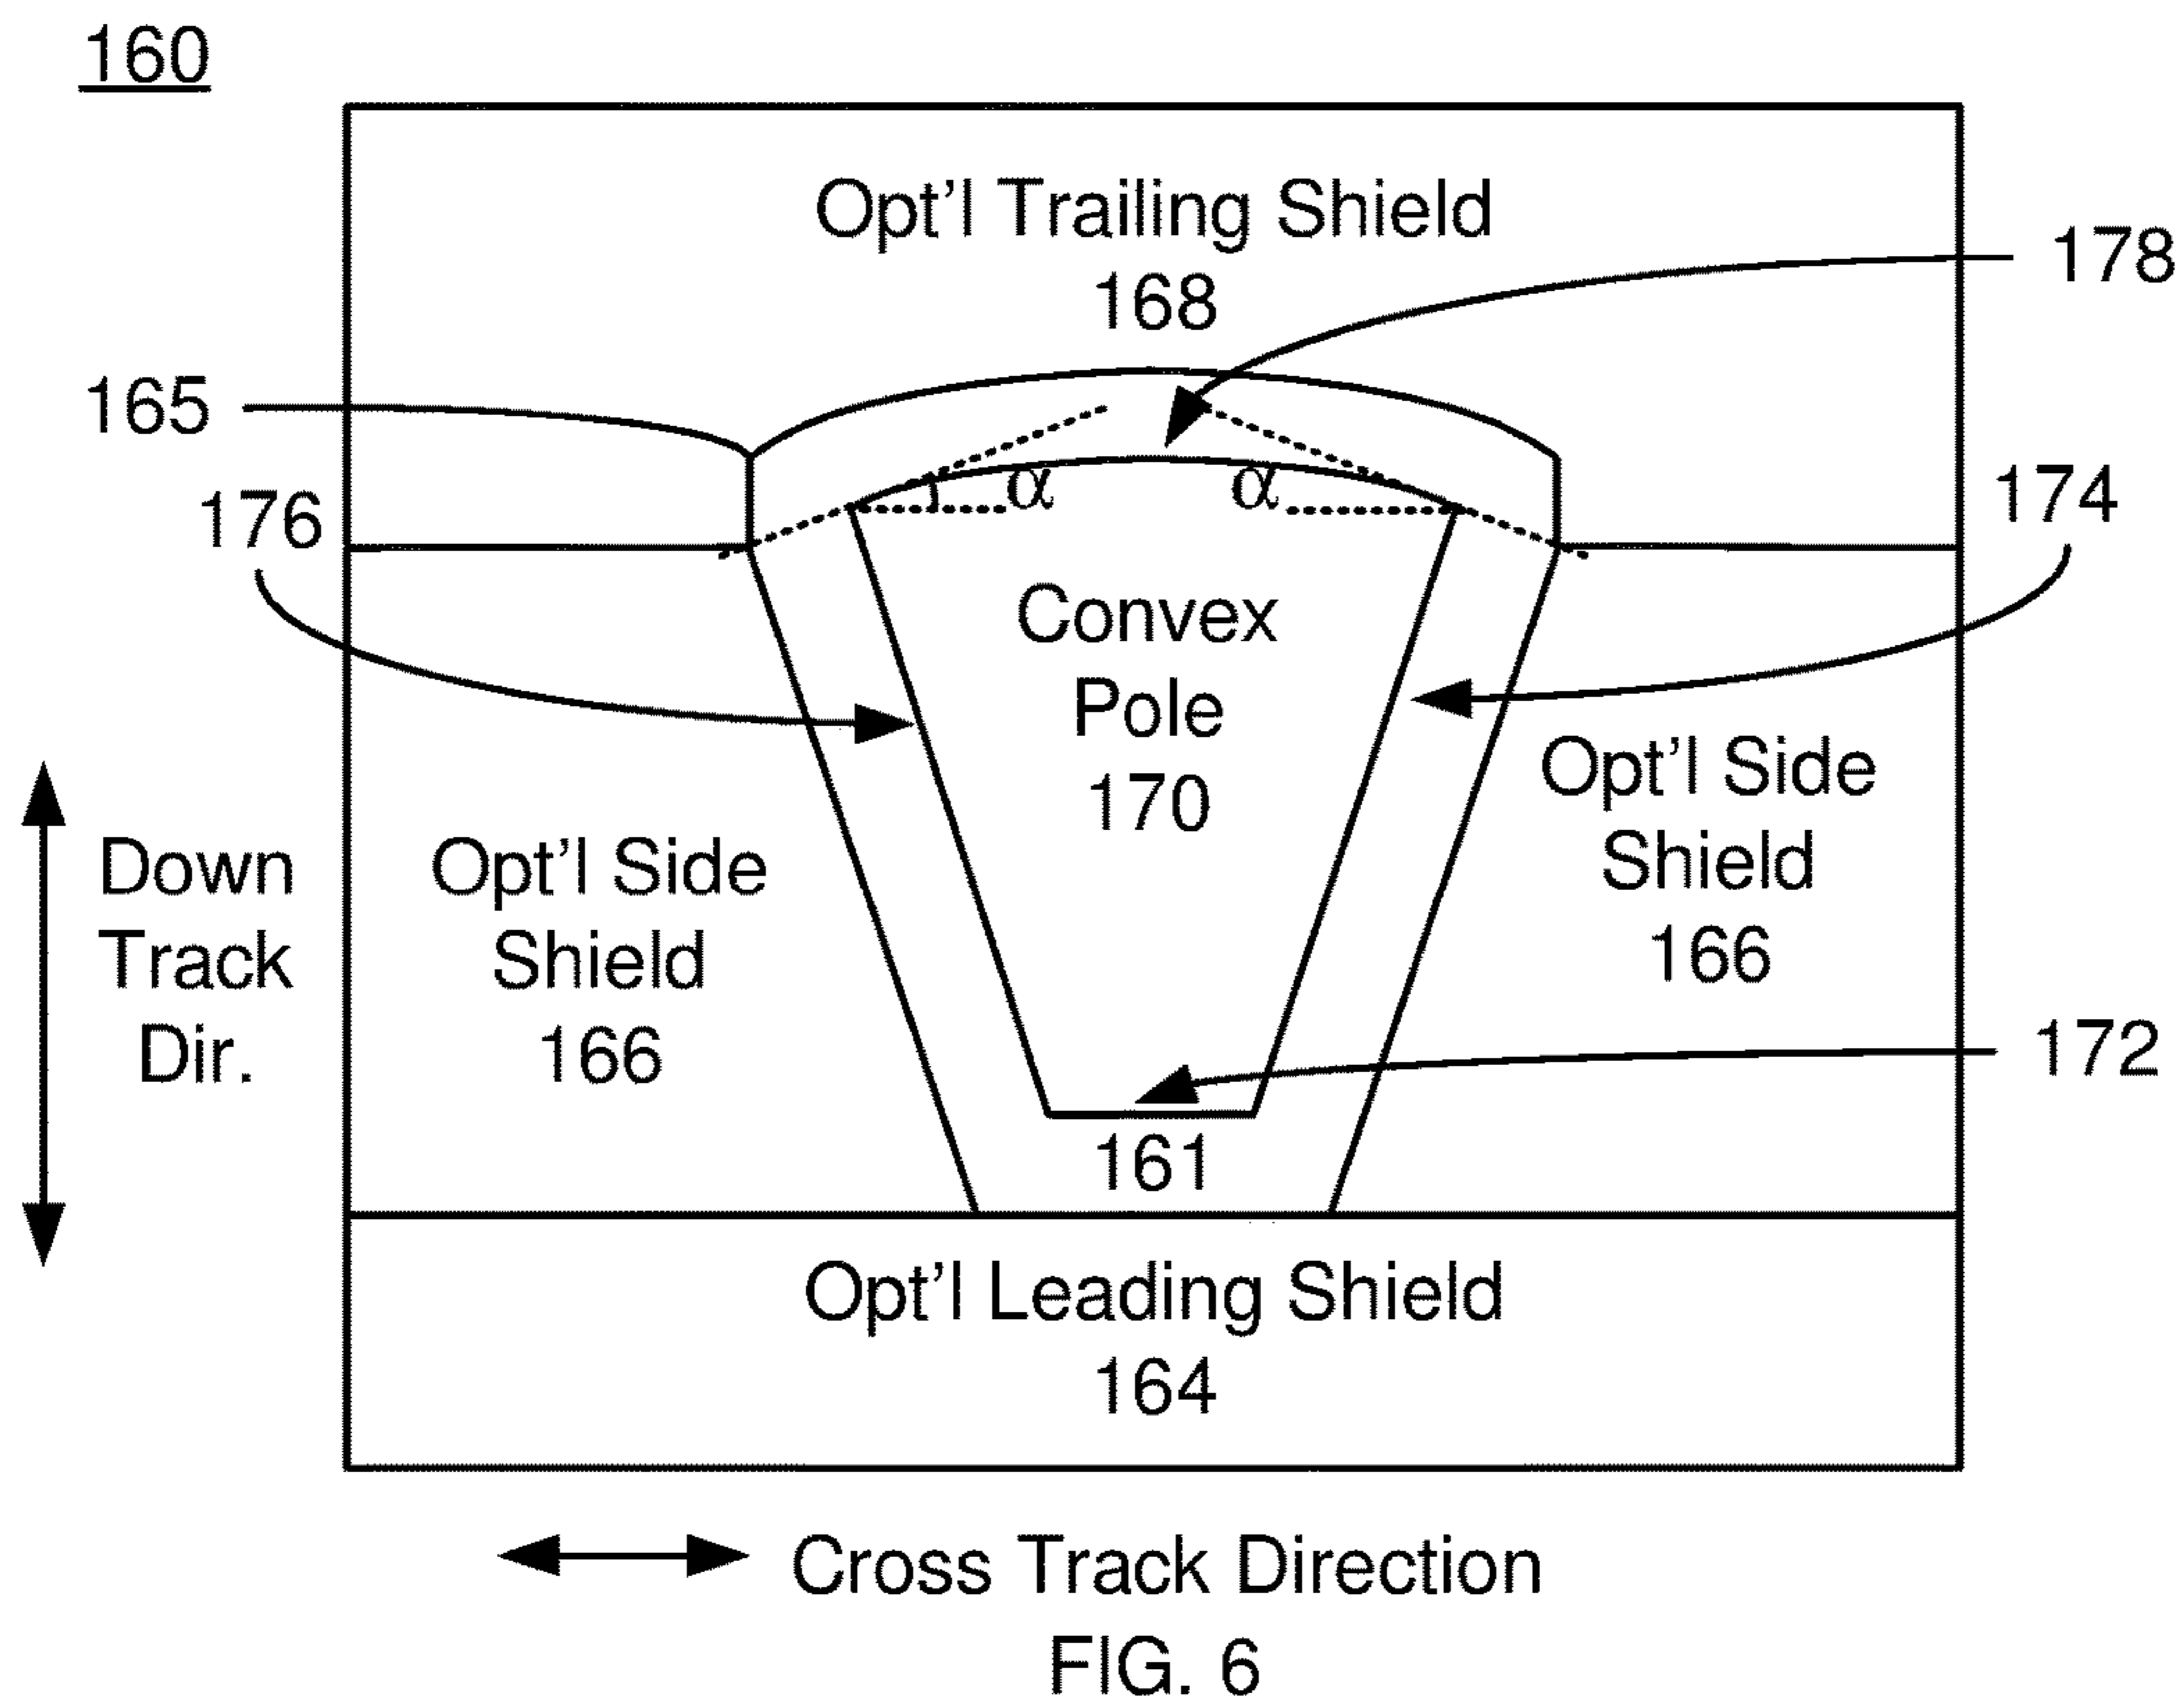 160
Opt'l Trailing Shield
168
178
165
176
α
α
174
Convex
Pole
170
Opt'l Side
Shield
166
Down
Track
Dir.
Opt'l Side
Shield
166
172
161
Opt'l Leading Shield
164
Cross Track Direction
FIG. 6